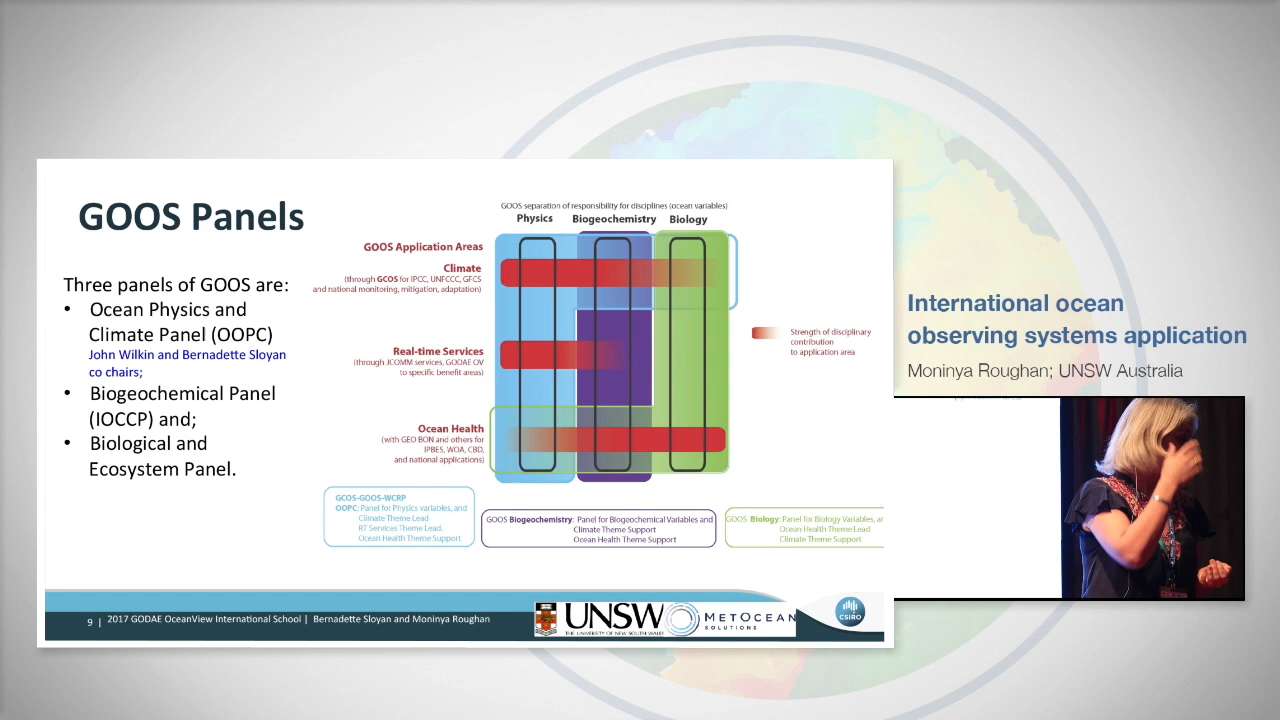 GOOS Panels
Three panels of GOOS are:
• Ocean Physics and
Climate Panel (OOPC)
John Wilkin and Bernadette Sloyan
co chairs;
• Biogeochemical Panel
(IOCCP) and;
• Biological and
Ecosystem Panel.
GOOS separation of responsibility for disciplines (ocean variables)
Physics Biogeochemistry Biology
GOOS Application Areas
Climate
(through GCOS for IPCC, UNFCCC, GFCS
and national monitoring, mitigation, adaptation)
Real-time Services
(through JCOMM services, GODAE OV
to specific benefit areas)
Ocean Health
(with GEO BON and others for
IPBES, WOA, CBD,
and national applications)
Strength of disciplinary
contribution
to application area
GCOS-GOOS-WCRP
OOPC: Panel for Physics variables, and
Climate Theme Lead
RT Services Theme Lead.
Ocean Health Theme Support
GOOS Biogeochemistry: Panel for Biogeochemical Variables and
Climate Theme Support
Ocean Health Theme Support
GOOS Biology: Panel for Biology Variables, ar
Ocean Health Theme Lead
Climate Theme Support
9 | 2017 GODAE OceanView International School | Bernadette Sloyan and Moninya Roughan
UNSW
THE UNIVERSITY OF NEW SOUTH WALES
METOCEAN
SOLUTIONS
CSIRO
International ocean
observing systems application
Moninya Roughan; UNSW Australia